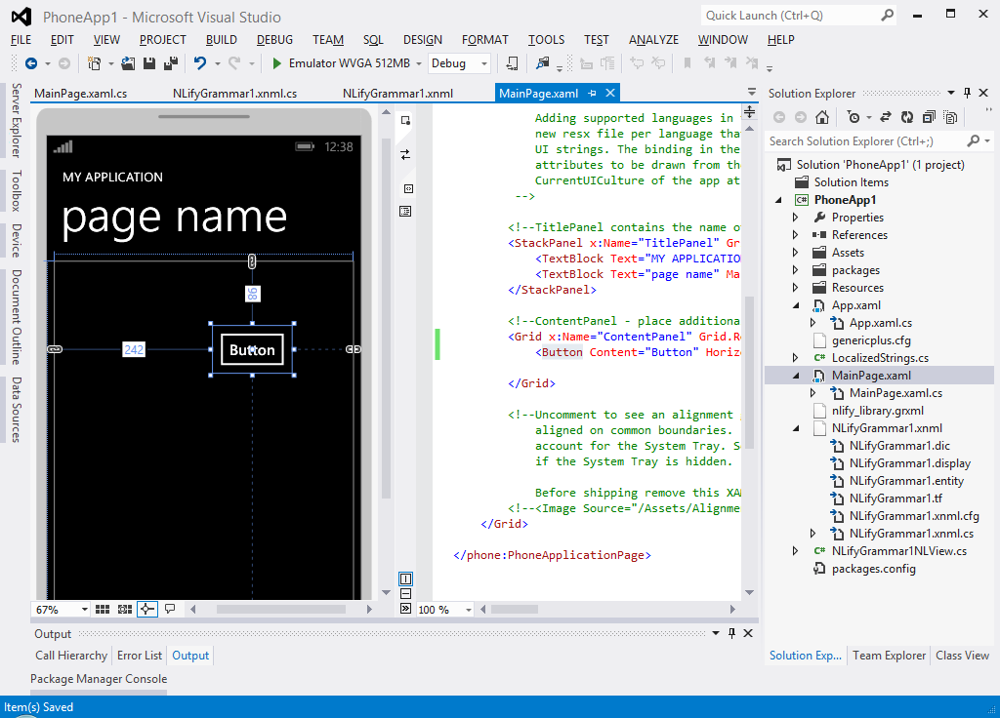 PhoneApp1 - Microsoft Visual Studio
Quick Launch (Ctrl+Q)
FILE EDIT VIEW PROJECT BUILD DEBUG TEAM SQL DESIGN FORMAT TOOLS TEST ANALYZE WINDOW HELP
Emulator WVGA 512MB Debug
Server Explorer
Toolbox
Device
Document Outline
Data Sources
MainPage.xaml.cs NLifyGrammar1.xnml.cs NLifyGrammar1.xnml MainPage.xaml
12:38
MY APPLICATION
page name
98
242
Button
67%
Adding supported languages in
new resx file per language tha
UI strings. The binding in the
attributes to be drawn from th
CurrentUICulture of the app at
-->
<!--TitlePanel contains the name o
<StackPanel x:Name="TitlePanel" Gr
<TextBlock Text="MY APPLICATIO
<TextBlock Text="page name" Ma
</StackPanel>
<!--ContentPanel - place additiona
<Grid x:Name="ContentPanel" Grid.R
<Button Content="Button" Horiz
</Grid>
<!--Uncomment to see an alignment
aligned on common boundaries.
account for the System Tray. S
if the System Tray is hidden.
Before shipping remove this XA
<!--<Image Source="/Assets/Alignme
</Grid>
</phone:PhoneApplicationPage>
100 %
Solution Explorer
Search Solution Explorer (Ctrl+;)
Solution 'PhoneApp1' (1 project)
Solution Items
PhoneApp1
Properties
References
Assets
packages
Resources
App.xaml
App.xaml.cs
genericplus.cfg
LocalizedStrings.cs
MainPage.xaml
MainPage.xaml.cs
nlify_library.grxml
NLifyGrammar1.xnml
NLifyGrammar1.dic
NLifyGrammar1.display
NLifyGrammar1.entity
NLifyGrammar1.tf
NLifyGrammar1.xnml.cfg
NLifyGrammar1.xnml.cs
NLifyGrammar1NLView.cs
packages.config
Solution Exp... Team Explorer Class View
Output
Call Hierarchy Error List Output
Package Manager Console
Item(s) Saved